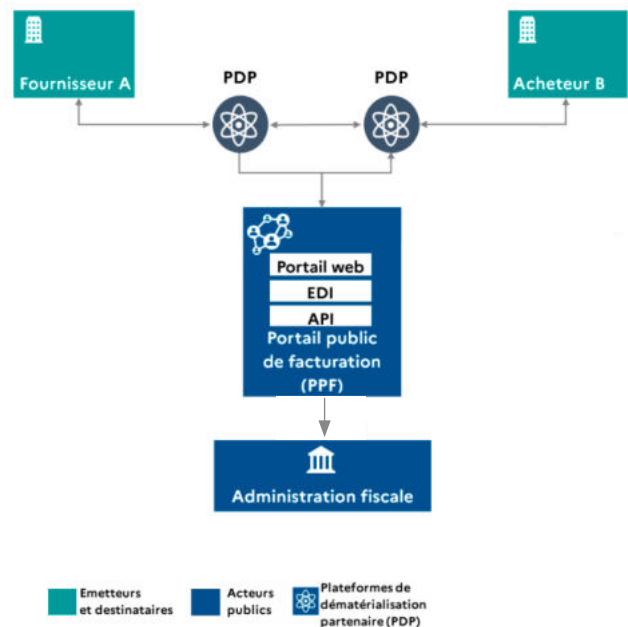 Fournisseur A
PDP
PDP
Acheteur B
Portail web
EDI
API
Portail public
de facturation
(PPF)
Administration fiscale
Emetteurs
et destinataires
Acteurs
publics
Plateformes de
dématérialisation
partenaire (PDP)